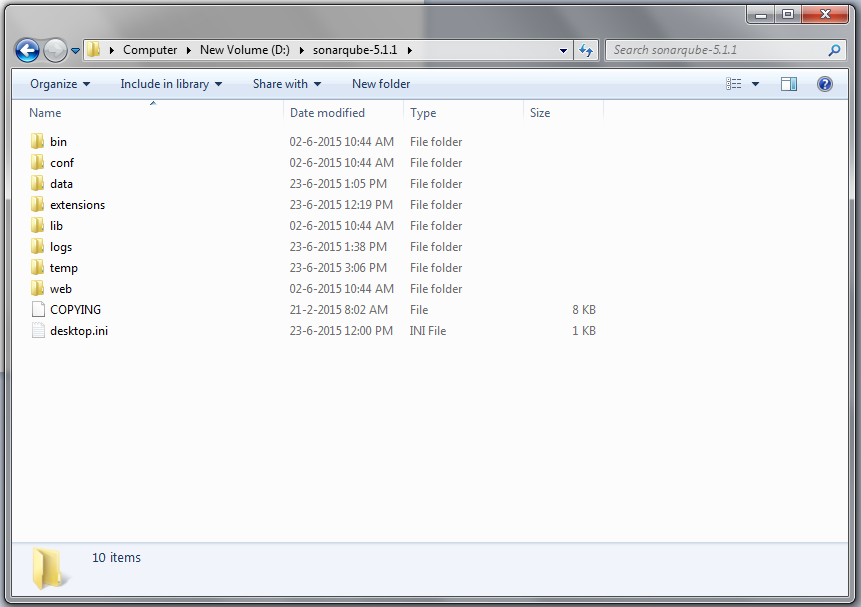 Computer New Volume (D:) sonarqube-5.1.1 Search sonarqube-5.1.1
Organize Include in library Share with New folder
Name Date modified Type Size
bin 02-6-2015 10:44 AM File folder
conf 02-6-2015 10:44 AM File folder
data 23-6-2015 1:05 PM File folder
extensions 23-6-2015 12:19 PM File folder
lib 02-6-2015 10:44 AM File folder
logs 23-6-2015 1:38 PM File folder
temp 23-6-2015 3:06 PM File folder
web 02-6-2015 10:44 AM File folder
COPYING 21-2-2015 8:02 AM File 8 KB
desktop.ini 23-6-2015 12:00 PM INI File 1 KB
10 items